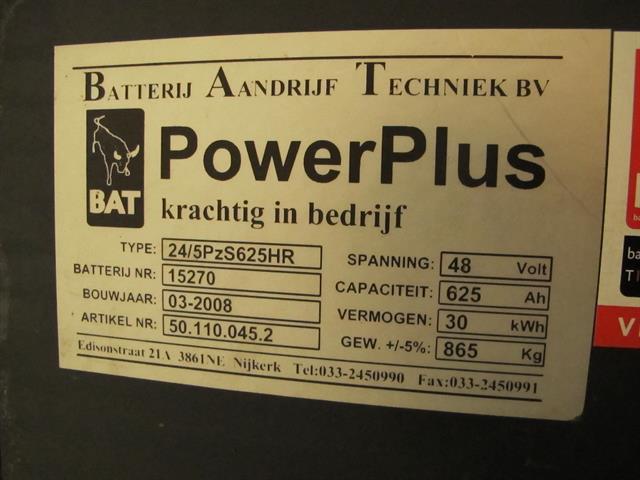 BATTERIJ AANDRIJF TECHNIEK BV
BAT
PowerPlus
krachtig in bedrijf
TYPE: 24/5PzS625HR
BATTERIJ NR: 15270
BOUWJAAR: 03-2008
ARTIKEL NR: 50.110.045.2
SPANNING: 48 Volt
CAPACITEIT: 625 Ah
VERMOGEN: 30 kWh
GEW. +/-5%: 865 Kg
Edisonstraat 21A 3861NE Nijkerk Tel:033-2450990 Fax:033-2450991